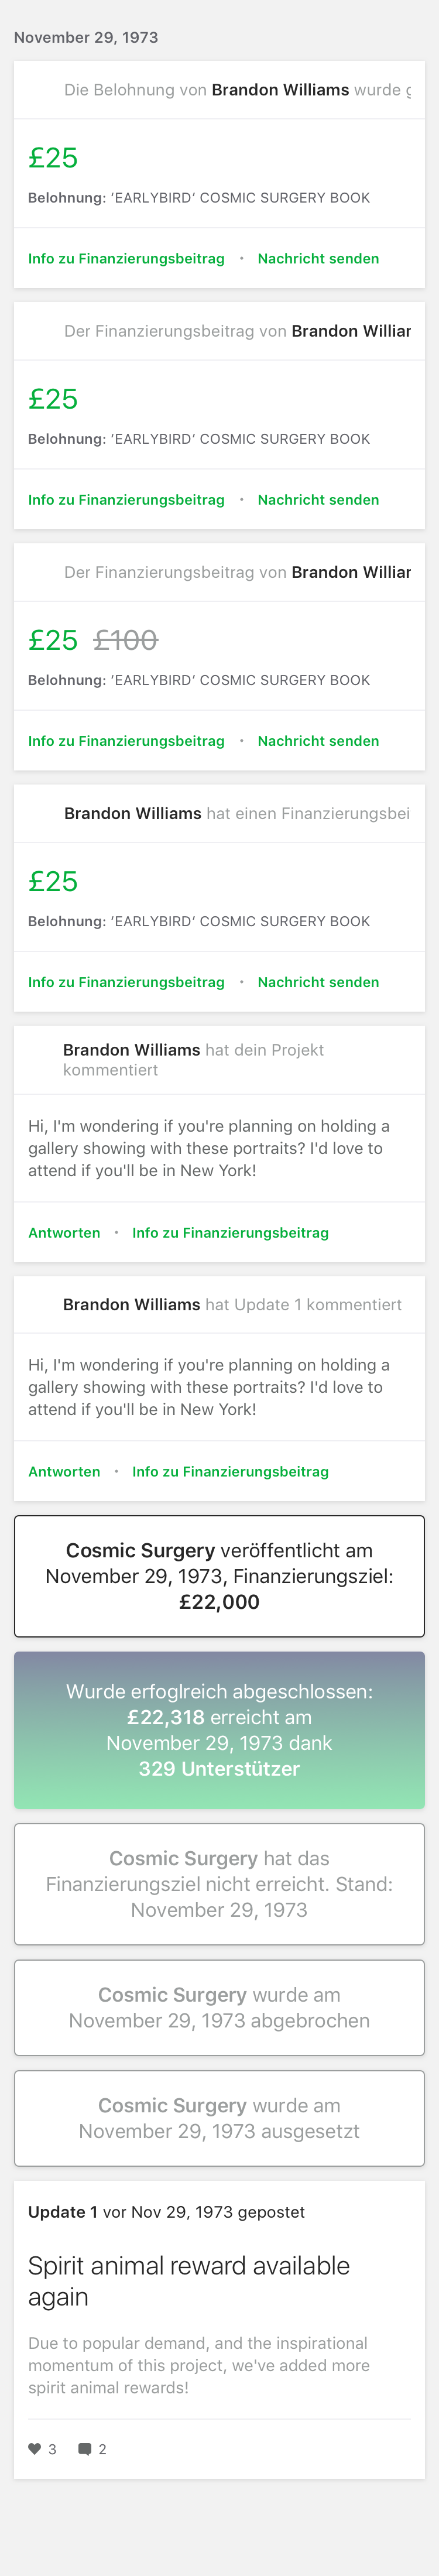 November 29, 1973
Die Belohnung von Brandon Williams wurde
£25
Belohnung: ‘EARLYBIRD’ COSMIC SURGERY BOOK
Info zu Finanzierungsbeitrag • Nachricht senden
Der Finanzierungsbeitrag von Brandon
£25
Belohnung: ‘EARLYBIRD’ COSMIC SURGERY BOOK
Info zu Finanzierungsbeitrag • Nachricht senden
Der Finanzierungsbeitrag von Brandon
£25 £100
Belohnung: ‘EARLYBIRD’ COSMIC SURGERY BOOK
Info zu Finanzierungsbeitrag • Nachricht senden
Brandon Williams hat einen Finanzierungsbei
£25
Belohnung: ‘EARLYBIRD’ COSMIC SURGERY BOOK
Info zu Finanzierungsbeitrag • Nachricht senden
Brandon Williams hat dein Projekt
kommentiert
Hi, I'm wondering if you're planning on holding a
gallery showing with these portraits? I'd love to
attend if you'll be in New York!
Antworten • Info zu Finanzierungsbeitrag
Brandon Williams hat Update 1 kommentiert
Hi, I'm wondering if you're planning on holding a
gallery showing with these portraits? I'd love to
attend if you'll be in New York!
Antworten • Info zu Finanzierungsbeitrag
Cosmic Surgery veröffentlicht am
November 29, 1973, Finanzierungsziel:
£22,000
Wurde erfoglreich abgeschlossen:
£22,318 erreicht am
November 29, 1973 dank
329 Unterstützer
Cosmic Surgery hat das
Finanzierungsziel nicht erreicht. Stand:
November 29, 1973
Cosmic Surgery wurde am
November 29, 1973 abgebrochen
Cosmic Surgery wurde am
November 29, 1973 ausgesetzt
Update 1 vor Nov 29, 1973 gepostet
Spirit animal reward available
again
Due to popular demand, and the inspirational
momentum of this project, we've added more
spirit animal rewards!
3 2